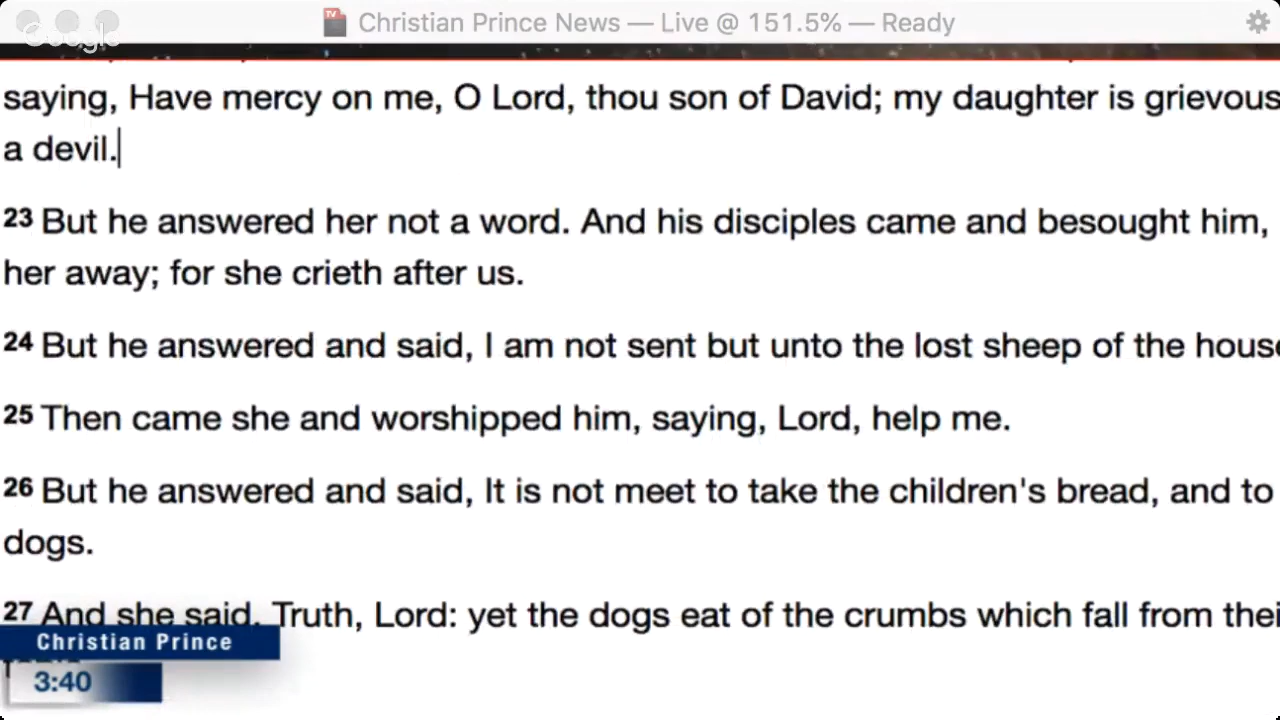 Christian Prince News — Live @ 151.5% — Ready
Google
saying, Have mercy on me, O Lord, thou son of David; my daughter is grievous
a devil.
23 But he answered her not a word. And his disciples came and besought him,
her away; for she crieth after us.
24 But he answered and said, I am not sent but unto the lost sheep of the house
25 Then came she and worshipped him, saying, Lord, help me.
26 But he answered and said, It is not meet to take the children's bread, and to
dogs.
27 And she said, Truth, Lord: yet the dogs eat of the crumbs which fall from thei
Christian Prince
3:40